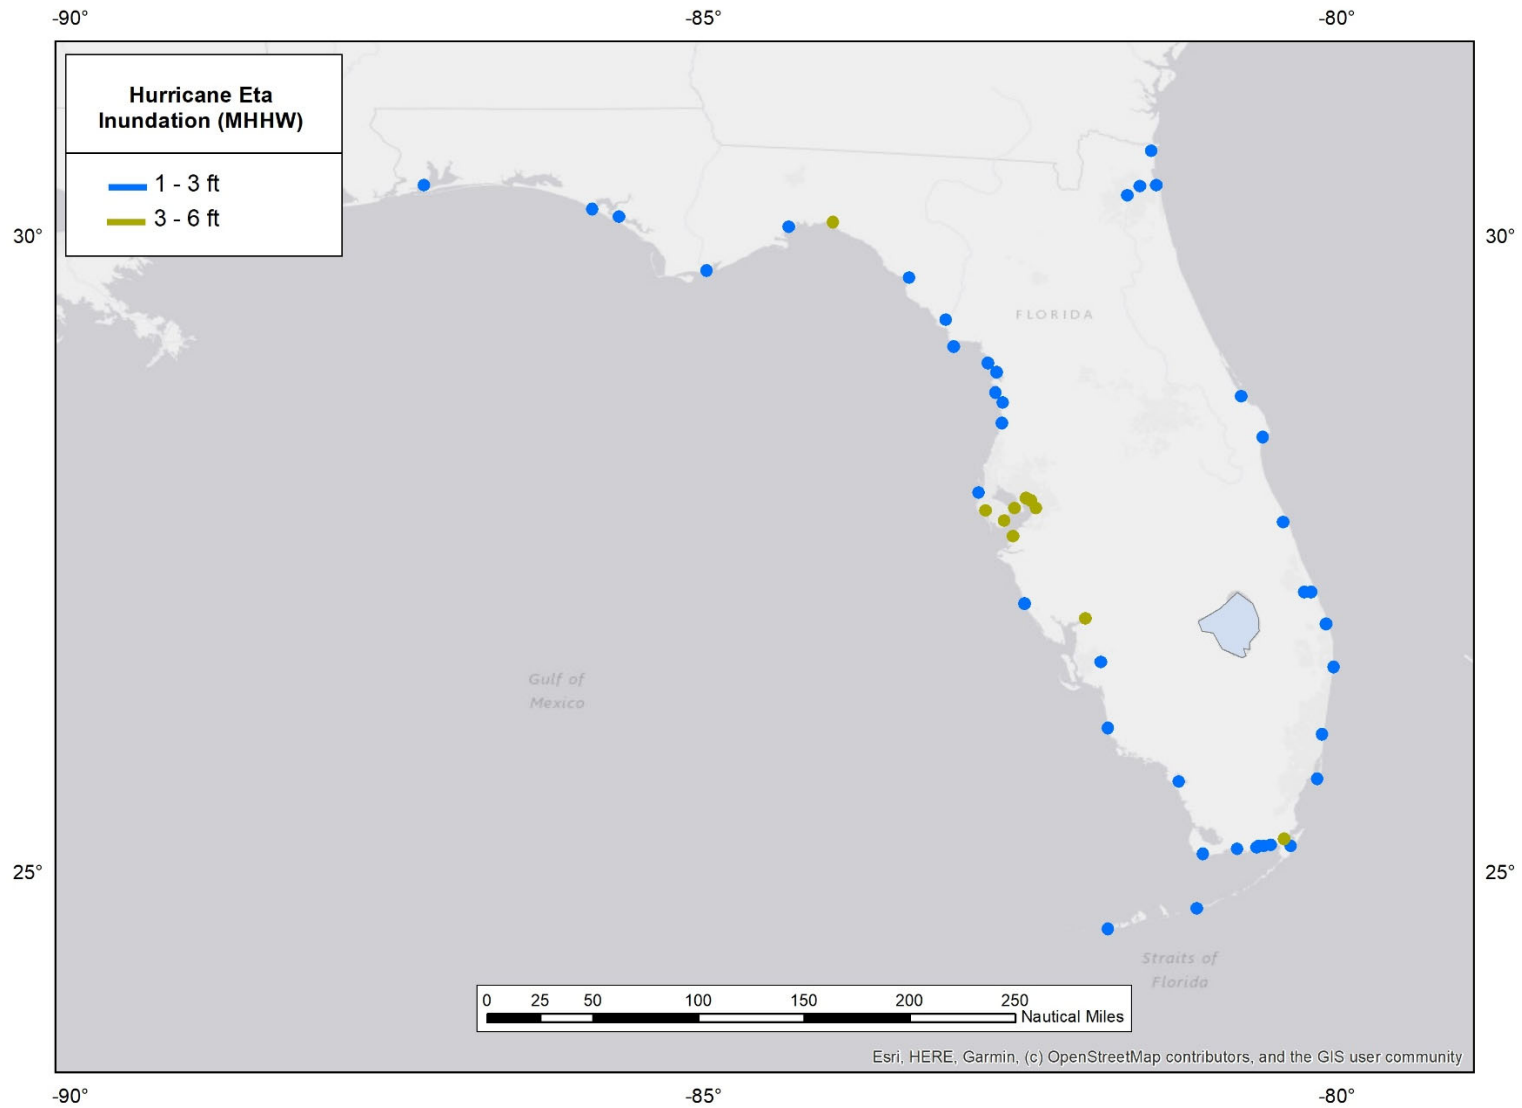 -90°
-85°
-80°
Hurricane Eta
Inundation (MHHW)
1 - 3 ft
3 - 6 ft
30°
30°
FLORIDA
Gulf of
Mexico
25°
25°
Straits of
Florida
0 25 50 100 150 200 250
Nautical Miles
Esri, HERE, Garmin, (c) OpenStreetMap contributors, and the GIS user community
-90°
-85°
-80°